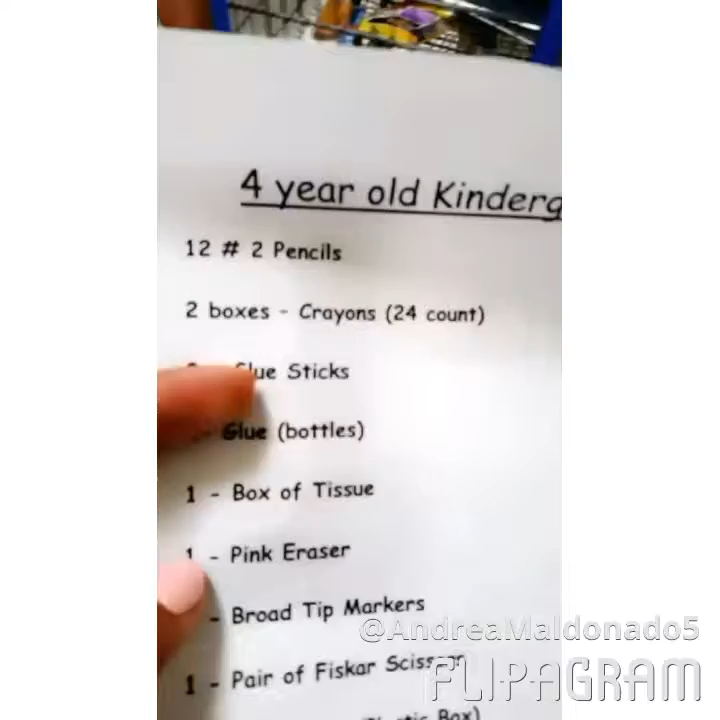 4 year old Kinderg
12 # 2 Pencils
2 boxes - Crayons (24 count)
Sticks
Glue (bottles)
1 - Box of Tissue
1 - Pink Eraser
- Broad Tip Markers
1 - Pair of Fiskar
Box)
@AndreaMaldonado5
FLIPAGRAM